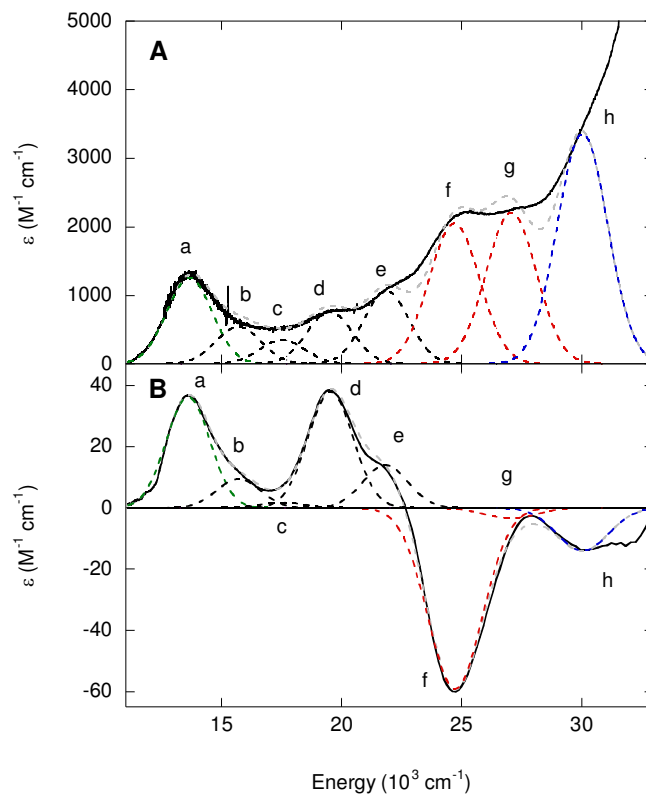 A
5000
4000
3000
2000
1000
0
ε (M⁻¹ cm⁻¹)
a
b
c
d
e
f
g
h
B
40
20
0
-20
-40
-60
ε (M⁻¹ cm⁻¹)
a
b
c
d
e
f
g
h
15 20 25 30
Energy (10³ cm⁻¹)